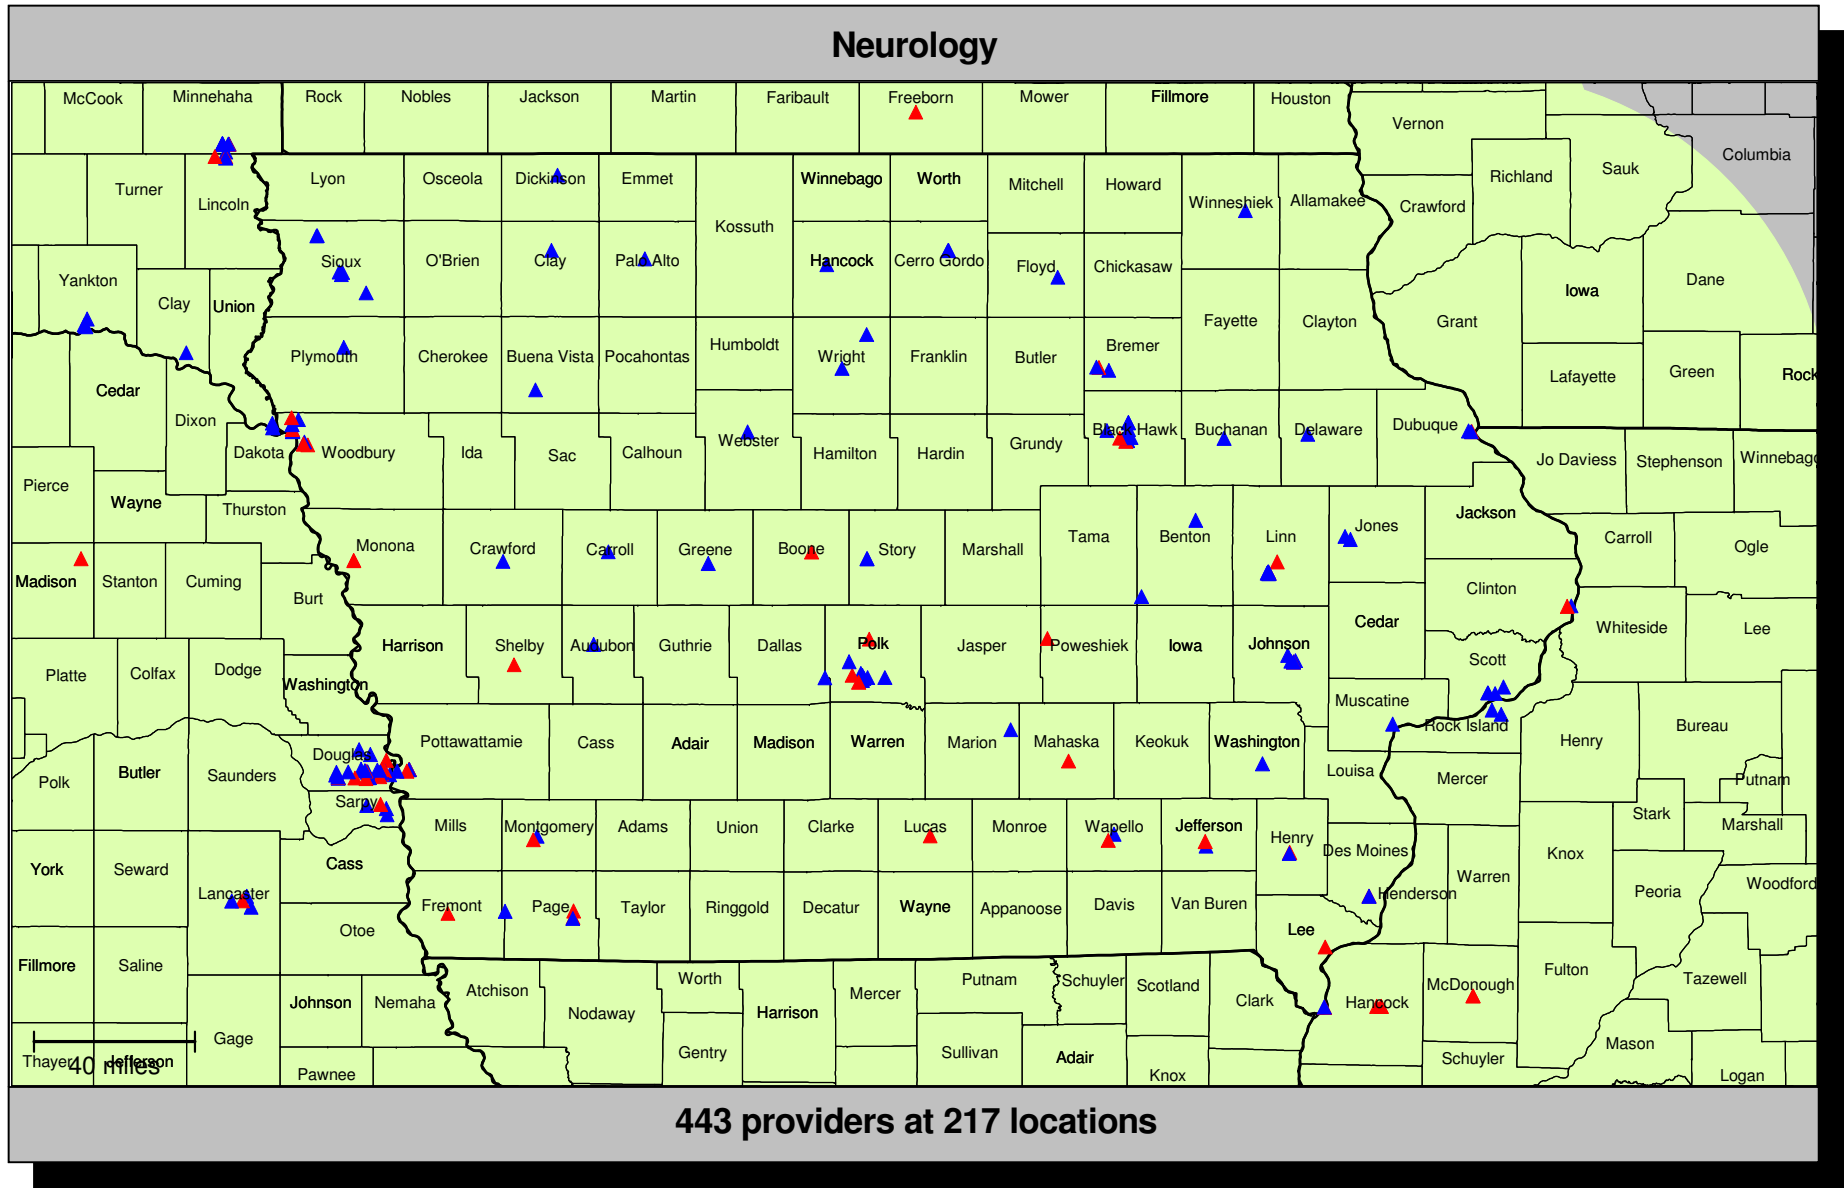 Neurology
McCook Minnehaha Rock Nobles Jackson Martin Faribault Freeborn Mower Fillmore Houston
Vernon
Columbia
Turner Lincoln Lyon Osceola Dickinson Emmet Winnebago Worth Mitchell Howard Winneshiek Allamakee Crawford Richland Sauk
Kossuth
Yankton Clay Union Sioux O'Brien Clay Palo Alto Hancock Cerro Gordo Floyd Chickasaw Iowa Dane
Cedar Plymouth Cherokee Buena Vista Pocahontas Humboldt Wright Franklin Butler Bremer Fayette Clayton Grant Lafayette Green Rock
Dixon Dakota Woodbury Ida Sac Calhoun Webster Hamilton Hardin Grundy Black Hawk Buchanan Delaware Dubuque Jo Daviess Stephenson Winnebago
Pierce Wayne Thurston
Monona Crawford Carroll Greene Boone Story Marshall Tama Benton Linn Jones Jackson Carroll Ogle
Madison Stanton Cuming Burt Clinton
Harrison Shelby Audubon Guthrie Dallas Polk Jasper Poweshiek Iowa Johnson Cedar Scott Whiteside Lee
Platte Colfax Dodge Washington Muscatine
Pottawattamie Cass Adair Madison Warren Marion Mahaska Keokuk Washington Rock Island Henry Bureau
Polk Butler Saunders Douglas Louisa Mercer Putnam
Sarpy Mills Montgomery Adams Union Clarke Lucas Monroe Wapello Jefferson Henry Des Moines Stark Marshall
York Seward Cass Knox
Lancaster Fremont Page Taylor Ringgold Decatur Wayne Appanoose Davis Van Buren Henderson Warren Peoria Woodford
Otoe Lee
Fillmore Saline Johnson Nemaha Atchison Nodaway Worth Harrison Mercer Putnam Schuyler Scotland Clark Hancock McDonough Fulton Tazewell
Gage Gentry Sullivan Adair Schuyler Mason
Thayer Jefferson Pawnee Knox Logan
40 miles
443 providers at 217 locations